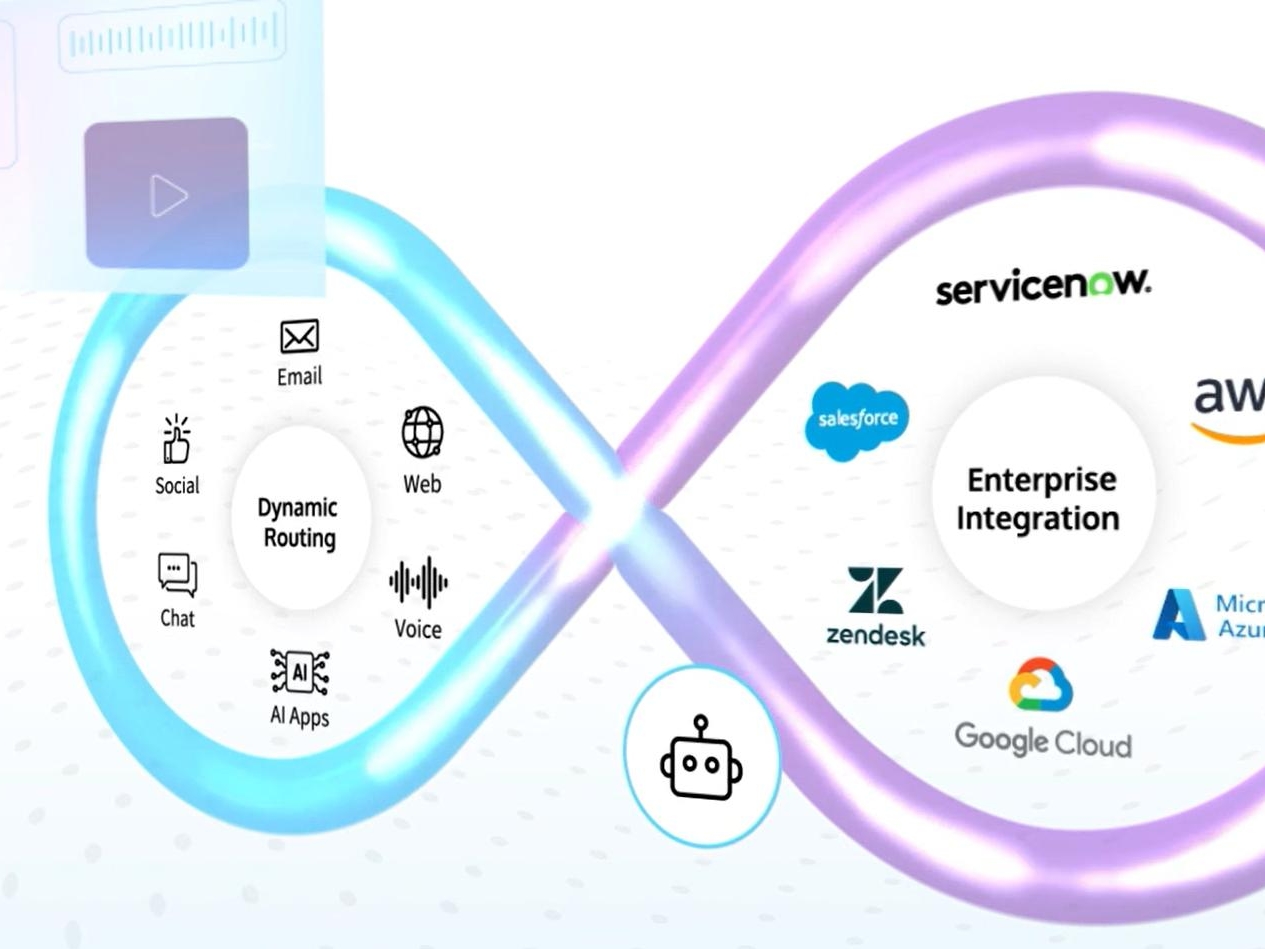 Email
Social
Web
Dynamic
Routing
Chat
Voice
AI
AI Apps
servicenow.
salesforce
aw
Enterprise
Integration
zendesk
Micr
Azu
Google Cloud